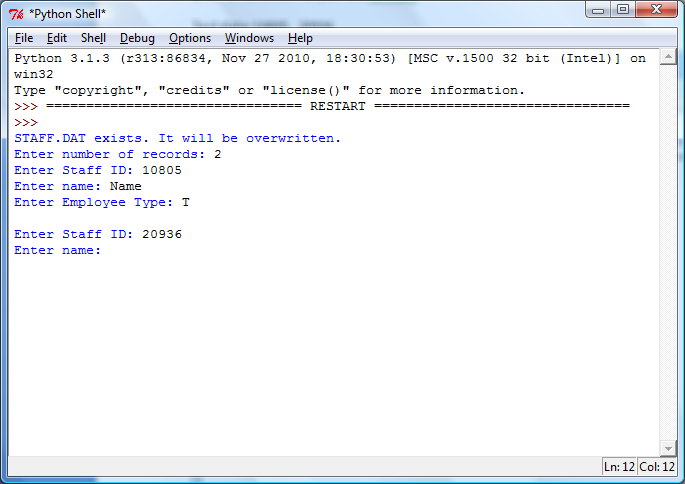 *Python Shell*
File Edit Shell Debug Options Windows Help
Python 3.1.3 (r313:86834, Nov 27 2010, 18:30:53) [MSC v.1500 32 bit (Intel)] on
win32
Type "copyright", "credits" or "license()" for more information.
>>> ================================ RESTART ================================
>>>
STAFF.DAT exists. It will be overwritten.
Enter number of records: 2
Enter Staff ID: 10805
Enter name: Name
Enter Employee Type: T
Enter Staff ID: 20936
Enter name:
Ln: 12 Col: 12